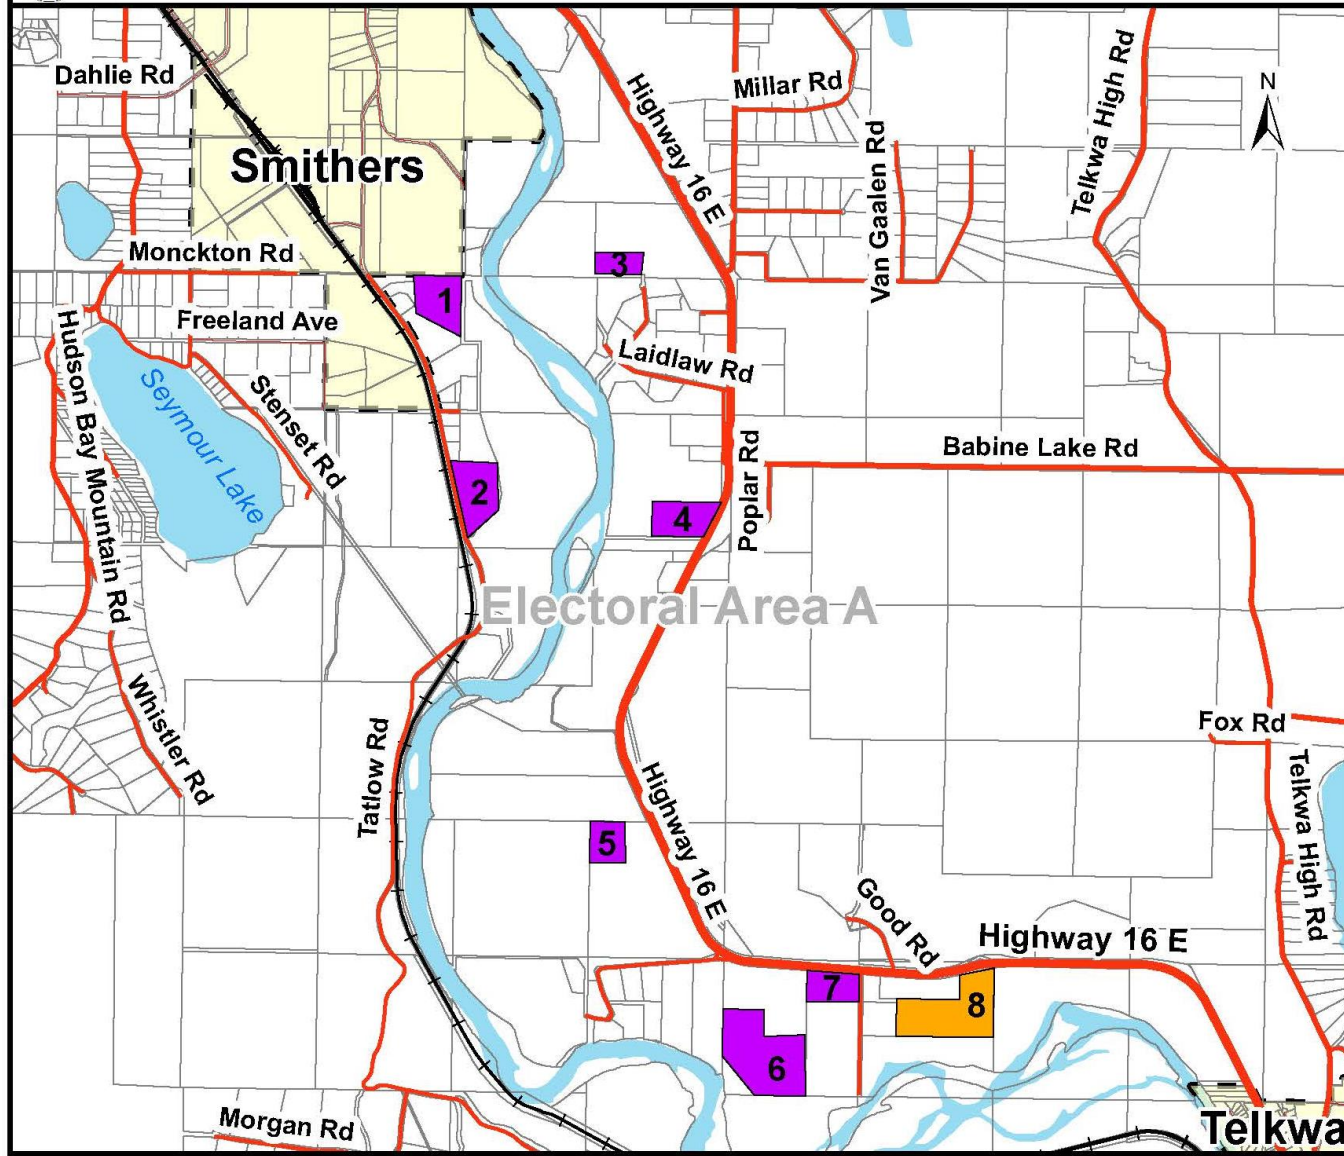 Dahlie Rd
Smithers
Highway 16 E
Millar Rd
Van Gaalen Rd
Telkwa High Rd
N
Monckton Rd
1
3
Freeland Ave
Hudson Bay Mountain Rd
Seymour Lake
Stenset Rd
Laidlaw Rd
2
4
Poplar Rd
Babine Lake Rd
Electoral Area A
Whistler Rd
Tatlow Rd
Fox Rd
Telkwa High Rd
5
Highway 16 E
Good Rd
Highway 16 E
7
8
6
Morgan Rd
Telkwa